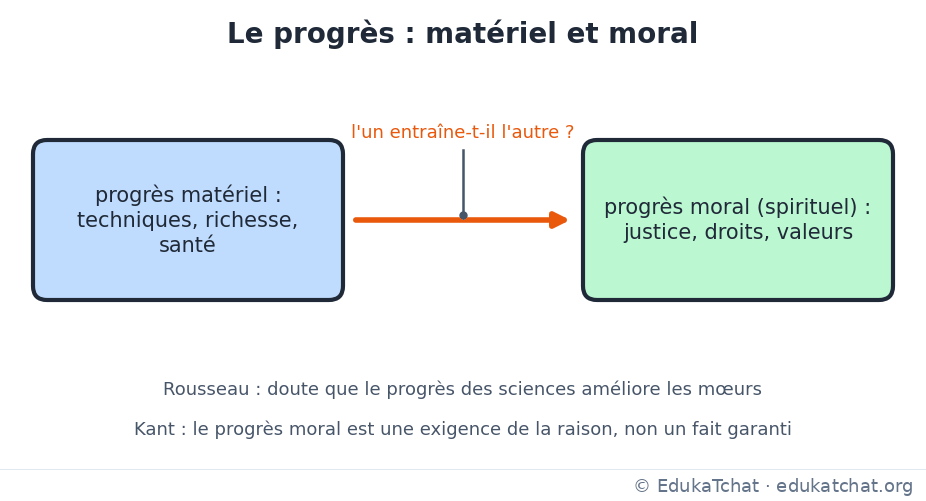 Le progrès : matériel et moral
l'un entraîne-t-il l'autre ?
progrès matériel :
techniques, richesse,
santé
progrès moral (spirituel) :
justice, droits, valeurs
Rousseau : doute que le progrès des sciences améliore les mœurs
Kant : le progrès moral est une exigence de la raison, non un fait garanti
© EdukaTchat · edukatchat.org